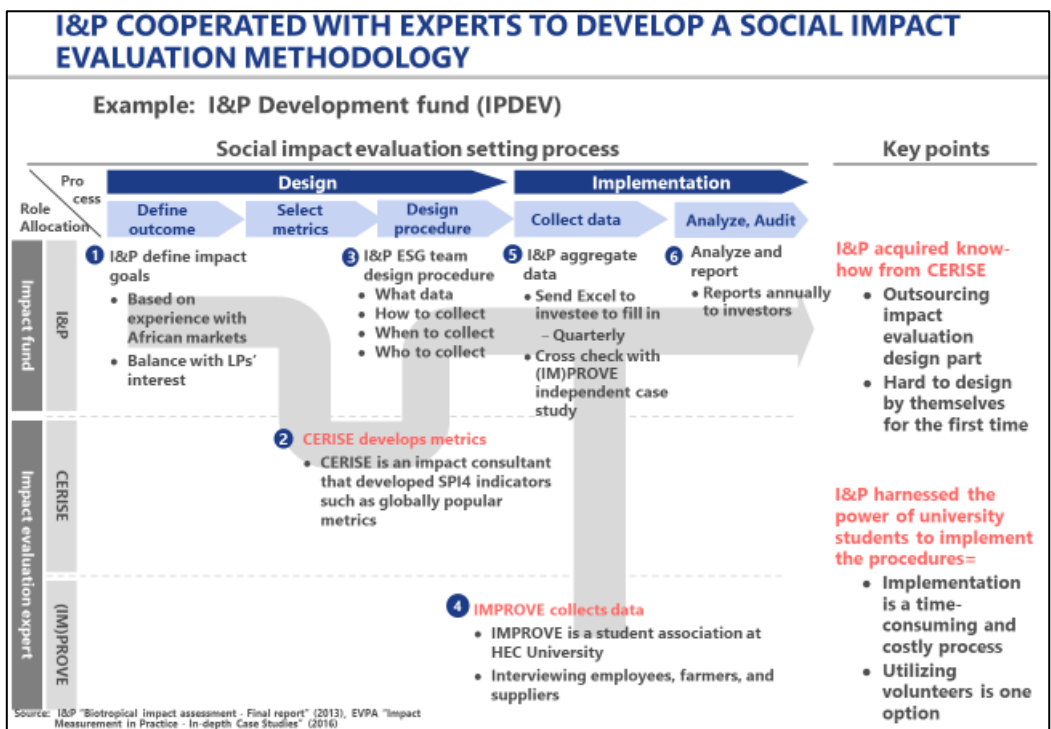 I&P COOPERATED WITH EXPERTS TO DEVELOP A SOCIAL IMPACT
EVALUATION METHODOLOGY
Example: I&P Development fund (IPDEV)
Social impact evaluation setting process
Key points
Pro
cess
Role
Allocation
Design
Implementation
Define
outcome
Select
metrics
Design
procedure
Collect data
Analyze, Audit
Impact fund
I&P
1 I&P define impact
goals
• Based on
experience with
African markets
• Balance with LPs'
interest
3 I&P ESG team
design procedure
• What data
• How to collect
• When to collect
• Who to collect
5 I&P aggregate
data
• Send Excel to
investee to fill in
– Quarterly
• Cross check with
(IM)PROVE
independent case
study
6 Analyze and
report
• Reports annually
to investors
Impact evaluation expert
CERISE
2 CERISE develops metrics
• CERISE is an impact consultant
that developed SPI4 indicators
such as globally popular
metrics
(IM)PROVE
4 IMPROVE collects data
• IMPROVE is a student association at
HEC University
• Interviewing employees, farmers, and
suppliers
I&P acquired know-
how from CERISE
• Outsourcing
impact
evaluation
design part
• Hard to design
by themselves
for the first time
I&P harnessed the
power of university
students to implement
the procedures=
• Implementation
is a time-
consuming and
costly process
• Utilizing
volunteers is one
option
Source: I&P "Biotropical impact assessment - Final report" (2013), EVPA "Impact
Measurement in Practice - In-depth Case Studies" (2016)